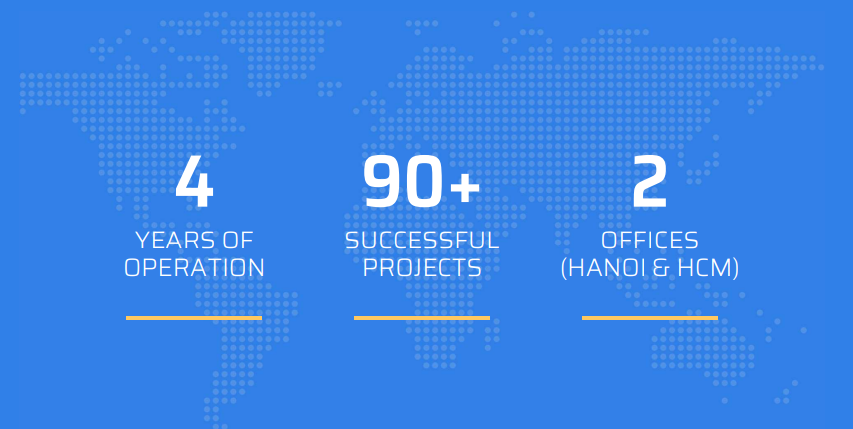 4
YEARS OF
OPERATION
90+
SUCCESSFUL
PROJECTS
2
OFFICES
(HANOI & HCM)